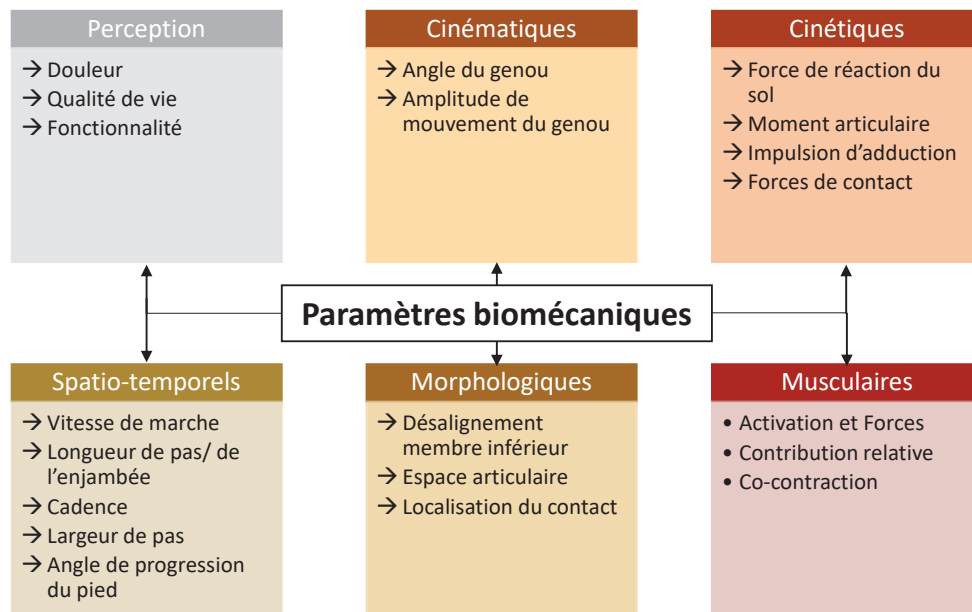 Perception
→ Douleur
→ Qualité de vie
→ Fonctionnalité
Cinématiques
→ Angle du genou
→ Amplitude de
mouvement du genou
Cinétiques
→ Force de réaction du
sol
→ Moment articulaire
→ Impulsion d’adduction
→ Forces de contact
Paramètres biomécaniques
Spatio-temporels
→ Vitesse de marche
→ Longueur de pas/ de
l’enjambée
→ Cadence
→ Largeur de pas
→ Angle de progression
du pied
Morphologiques
→ Désalignement
membre inférieur
→ Espace articulaire
→ Localisation du contact
Musculaires
• Activation et Forces
• Contribution relative
• Co-contraction